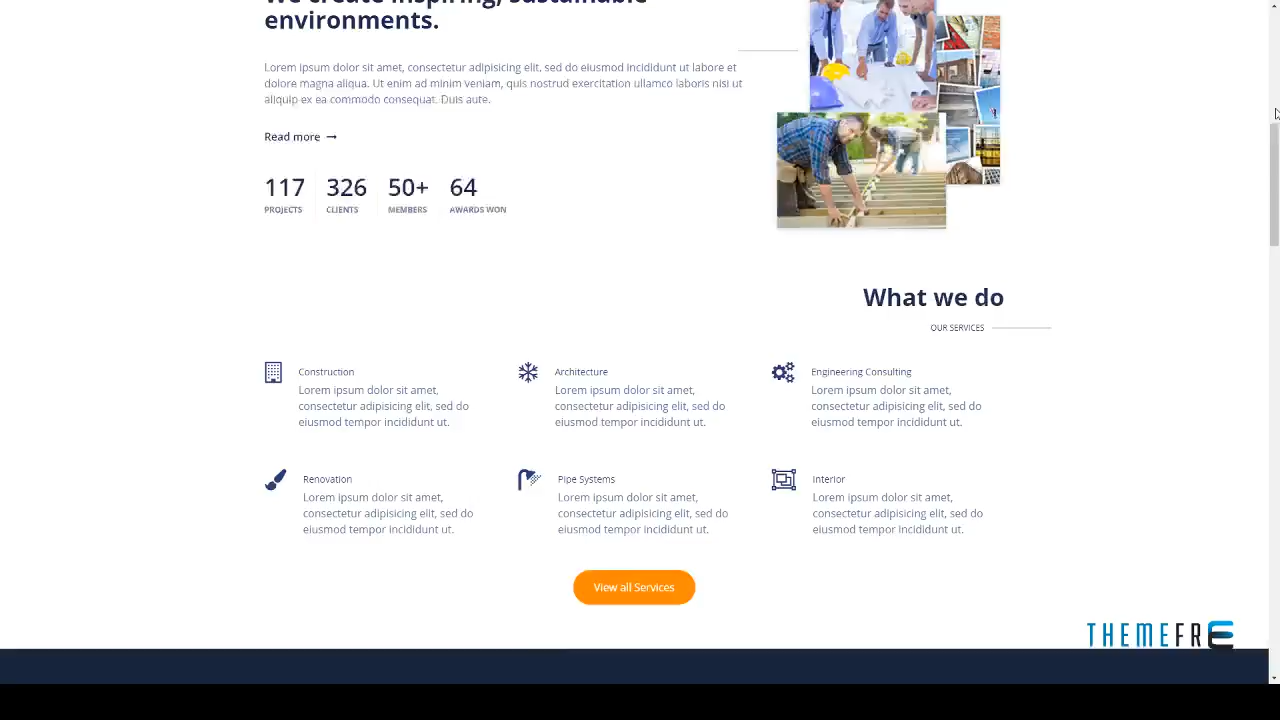 We create inspiring, sustainable
environments.
Lorem ipsum dolor sit amet, consectetur adipisicing elit, sed do eiusmod incididunt ut labore et
dolore magna aliqua. Ut enim ad minim veniam, quis nostrud exercitation ullamco laboris nisi ut
aliquip ex ea commodo consequat. Duis aute.
Read more →
117 326 50+ 64
PROJECTS CLIENTS MEMBERS AWARDS WON
What we do
OUR SERVICES
Construction
Lorem ipsum dolor sit amet,
consectetur adipisicing elit, sed do
eiusmod tempor incididunt ut.
Architecture
Lorem ipsum dolor sit amet,
consectetur adipisicing elit, sed do
eiusmod tempor incididunt ut.
Engineering Consulting
Lorem ipsum dolor sit amet,
consectetur adipisicing elit, sed do
eiusmod tempor incididunt ut.
Renovation
Lorem ipsum dolor sit amet,
consectetur adipisicing elit, sed do
eiusmod tempor incididunt ut.
Pipe Systems
Lorem ipsum dolor sit amet,
consectetur adipisicing elit, sed do
eiusmod tempor incididunt ut.
Interior
Lorem ipsum dolor sit amet,
consectetur adipisicing elit, sed do
eiusmod tempor incididunt ut.
View all Services
THEMEFRE